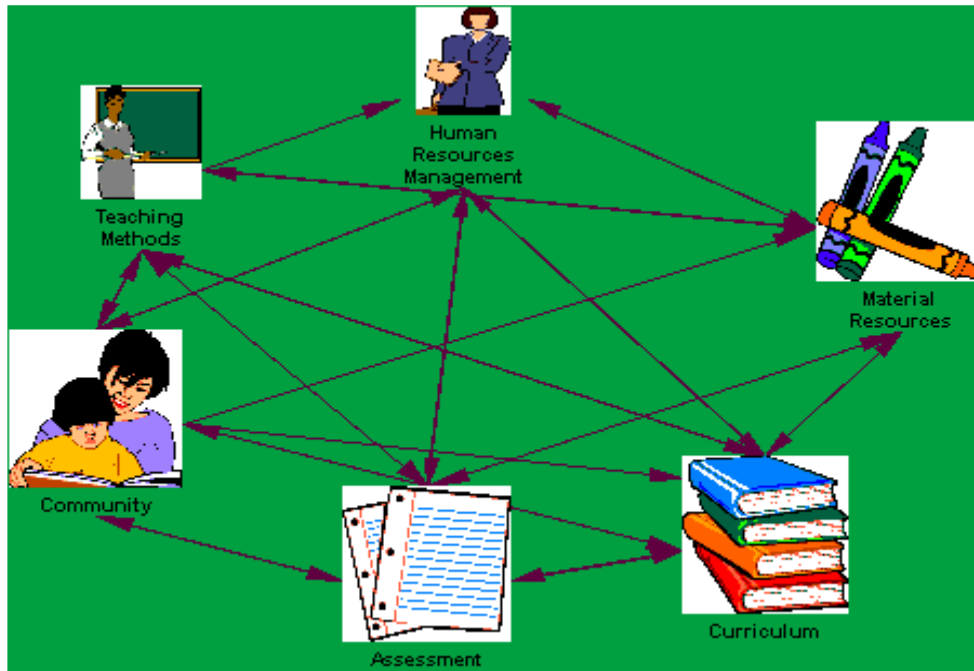 Human
Resources
Management
Teaching
Methods
Material
Resources
Community
Curriculum
Assessment